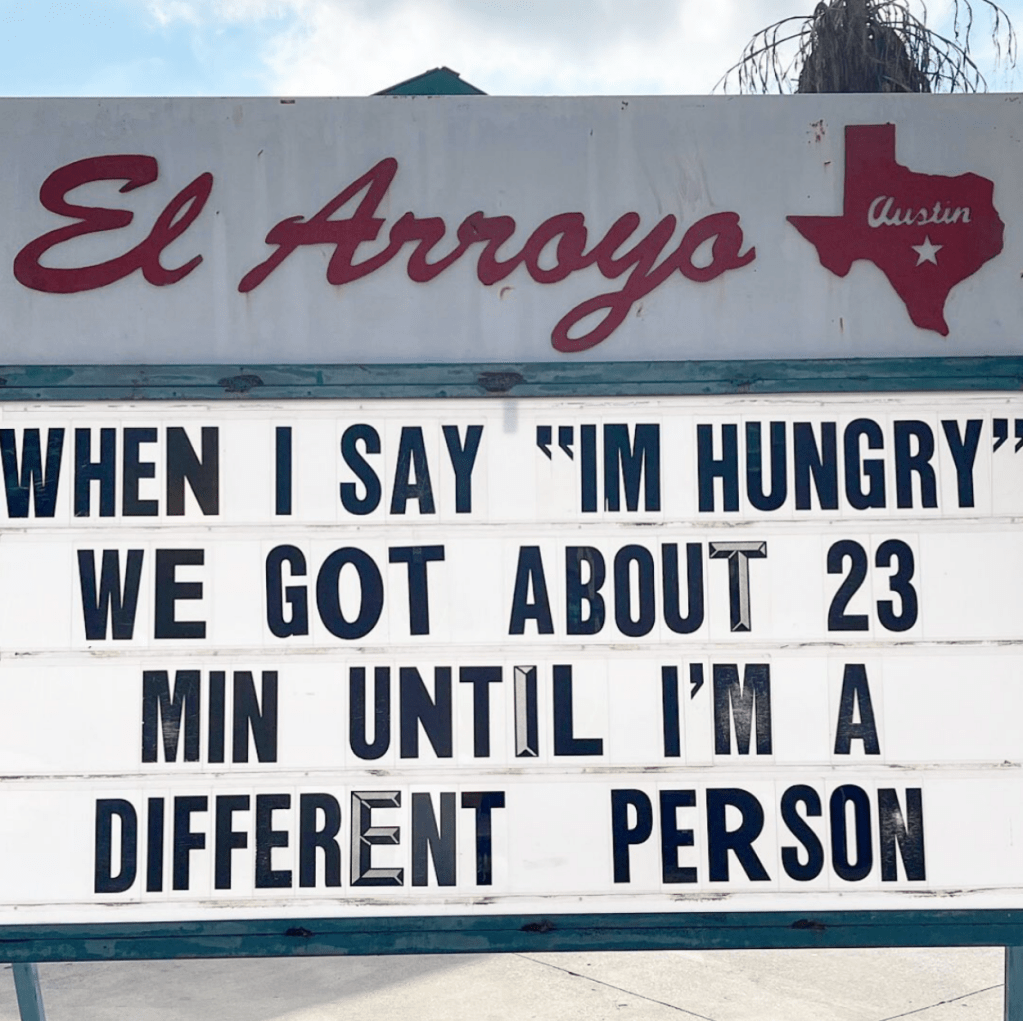 El Arroyo
Austin
WHEN I SAY “IM HUNGRY”
WE GOT ABOUT 23
MIN UNTIL I'M A
DIFFERENT PERSON